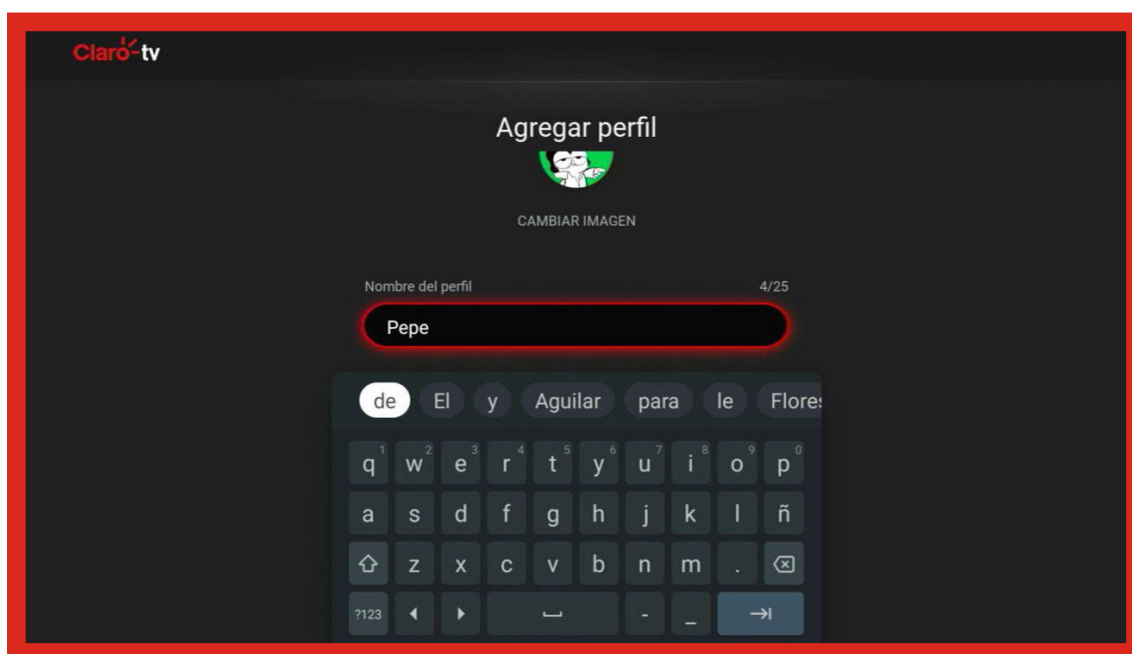 Claro-tv
Agregar perfil
CAMBIAR IMAGEN
Nombre del perfil 4/25
Pepe
de El y Aguilar para le Flores
q 1 w 2 e 3 r 4 t 5 y 6 u 7 i 8 o 9 p 0
a s d f g h j k l ñ
z x c v b n m .
?123 - _